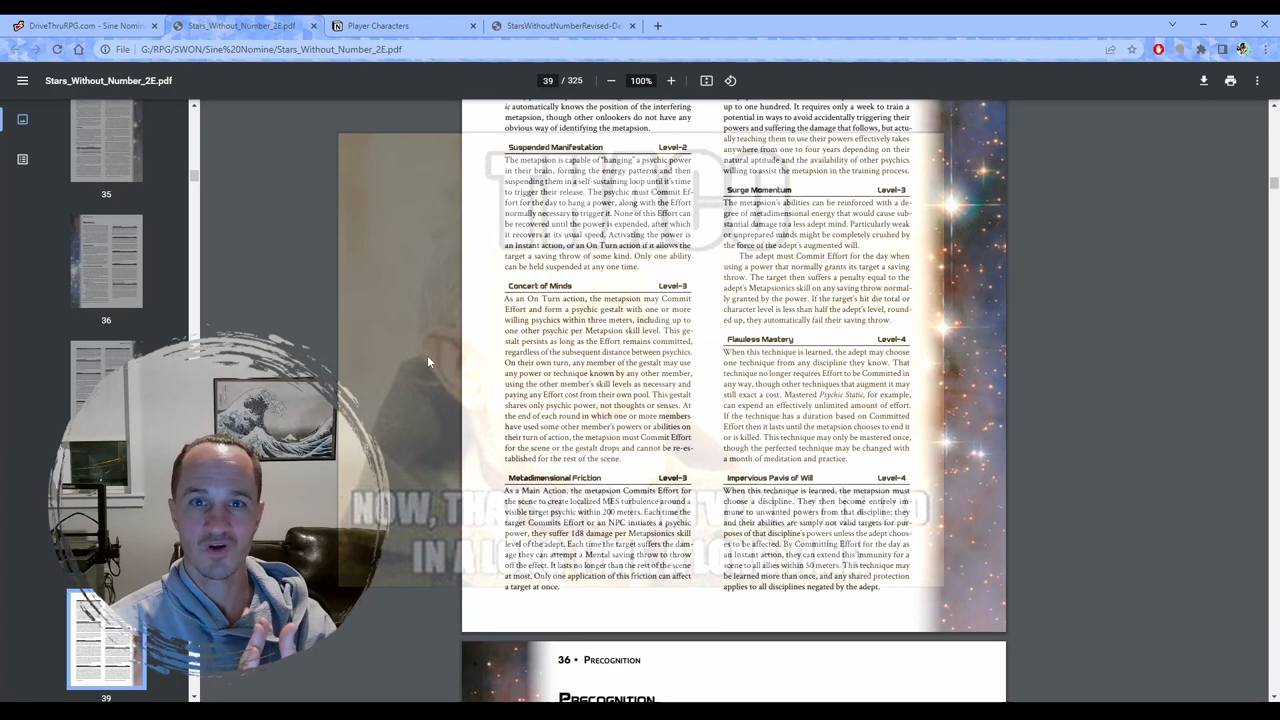 DriveThruRPG.com - Sine Nomin
Stars_Without_Number_2E.pdf
Player Characters
StarsWithoutNumberRevised-De
File
G:/RPG/SWON/Sine%20Nomine/Stars_Without_Number_2E.pdf
Stars_Without_Number_2E.pdf
39 / 325
100%
35
36
39
ic automatically knows the position of the interfering
metapsion, though other onlookers do not have any
obvious way of identifying the metapsion.
Suspended Manifestation Level-2
The metapsion is capable of "hanging" a psychic power
in their brain, forming the energy patterns and then
suspending them in a self-sustaining loop until it's time
to trigger their release. The psychic must Commit Ef-
fort for the day to hang a power, along with the Effort
normally necessary to trigger it. None of this Effort can
be recovered until the power is expended, after which
it recovers at its usual speed. Activating the power is
an Instant action, or an On Turn action if it allows the
target a saving throw of some kind. Only one ability
can be held suspended at any one time.
Concert of Minds Level-3
As an On Turn action, the metapsion may Commit
Effort and form a psychic gestalt with one or more
willing psychics within three meters, including up to
one other psychic per Metapsion skill level. This ge-
stalt persists as long as the Effort remains committed,
regardless of the subsequent distance between psychics.
On their own turn, any member of the gestalt may use
any power or technique known by any other member,
using the other member's skill levels as necessary and
paying any Effort cost from their own pool. This gestalt
shares only psychic power, not thoughts or senses. At
the end of each round in which one or more members
have used some other member's powers or abilities on
their turn of action, the metapsion must Commit Effort
for the scene or the gestalt drops and cannot be re-es-
tablished for the rest of the scene.
Metadimensional Friction Level-3
As a Main Action, the metapsion Commits Effort for
the scene to create localized MES turbulence around a
visible target psychic within 200 meters. Each time the
target Commits Effort or an NPC initiates a psychic
power, they suffer 1d8 damage per Metapsionics skill
level of the adept. Each time the target suffers the dam-
age they can attempt a Mental saving throw to throw
off the effect. It lasts no longer than the rest of the scene
at most. Only one application of this friction can affect
a target at once.
up to one hundred. It requires only a week to train a
potential in ways to avoid accidentally triggering their
powers and suffering the damage that follows, but actu-
ally teaching them to use their powers effectively takes
anywhere from one to four years depending on their
natural aptitude and the availability of other psychics
willing to assist the metapsion in the training process.
Surge Momentum Level-3
The metapsion's abilities can be reinforced with a de-
gree of metadimensional energy that would cause sub-
stantial damage to a less adept mind. Particularly weak
or unprepared minds might be completely crushed by
the force of the adept's augmented will.
The adept must Commit Effort for the day when
using a power that normally grants its target a saving
throw. The target then suffers a penalty equal to the
adept's Metapsionics skill on any saving throw normal-
ly granted by the power. If the target's hit die total or
character level is less than half the adept's level, round-
ed up, they automatically fail their saving throw.
Flawless Mastery Level-4
When this technique is learned, the adept may choose
one technique from any discipline they know. That
technique no longer requires Effort to be Committed in
any way, though other techniques that augment it may
still exact a cost. Mastered Psychic Static, for example,
can expend an effectively unlimited amount of effort.
If the technique has a duration based on Committed
Effort then it lasts until the metapsion chooses to end it
or is killed. This technique may only be mastered once,
though the perfected technique may be changed with
a month of meditation and practice.
Impervious Pavis of Will Level-4
When this technique is learned, the metapsion must
choose a discipline. They then become entirely im-
mune to unwanted powers from that discipline; they
and their abilities are simply not valid targets for pur-
poses of that discipline's powers unless the adept choos-
es to be affected. By Committing Effort for the day as
an Instant action, they can extend this immunity for a
scene to all allies within 50 meters. This technique may
be learned more than once, and any shared protection
applies to all disciplines negated by the adept.
36 • Precognition
Precognition